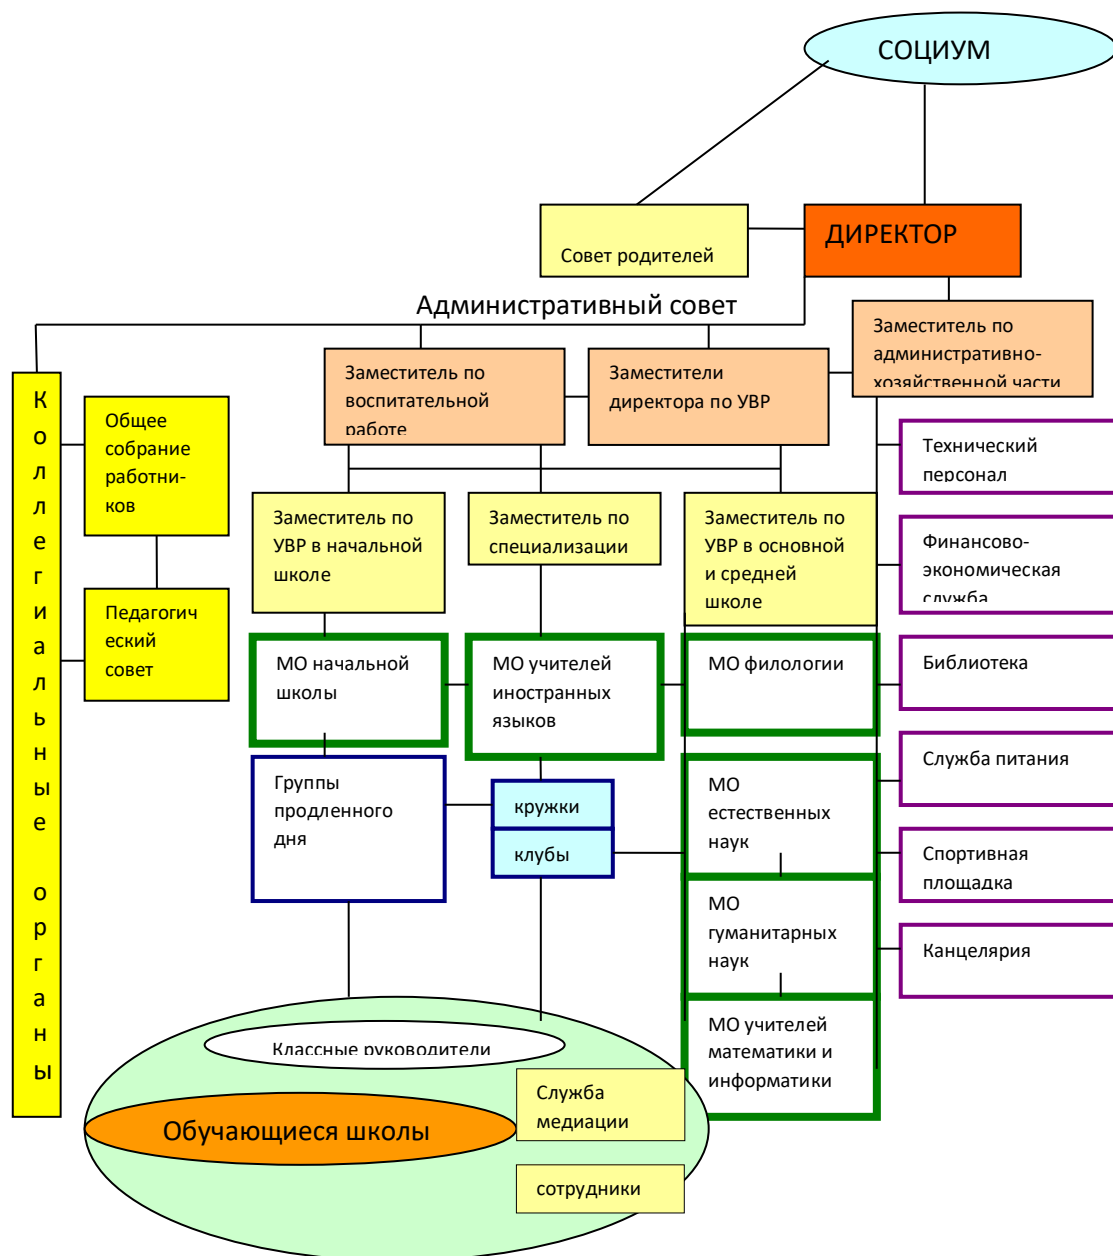 СОЦИУМ
ДИРЕКТОР
Совет родителей
Административный совет
Заместитель по
административно-
хозяйственной части
Заместитель по
воспитательной
работе
Заместители
директора по УВР
Коллегиальные органы
Общее
собрание
работни-
ков
Технический
персонал
Заместитель по
УВР в начальной
школе
Заместитель по
специализации
Заместитель по
УВР в основной
и средней
школе
Финансово-
экономическая
служба
Педагогич
еский
совет
МО начальной
школы
МО учителей
иностранных
языков
МО филологии
Библиотека
Группы
продленного
дня
кружки
клубы
МО
естественных
наук
Служба питания
Спортивная
площадка
МО
гуманитарных
наук
Канцелярия
МО учителей
математики и
информатики
Классные руководители
Служба
медиации
Обучающиеся школы
сотрудники